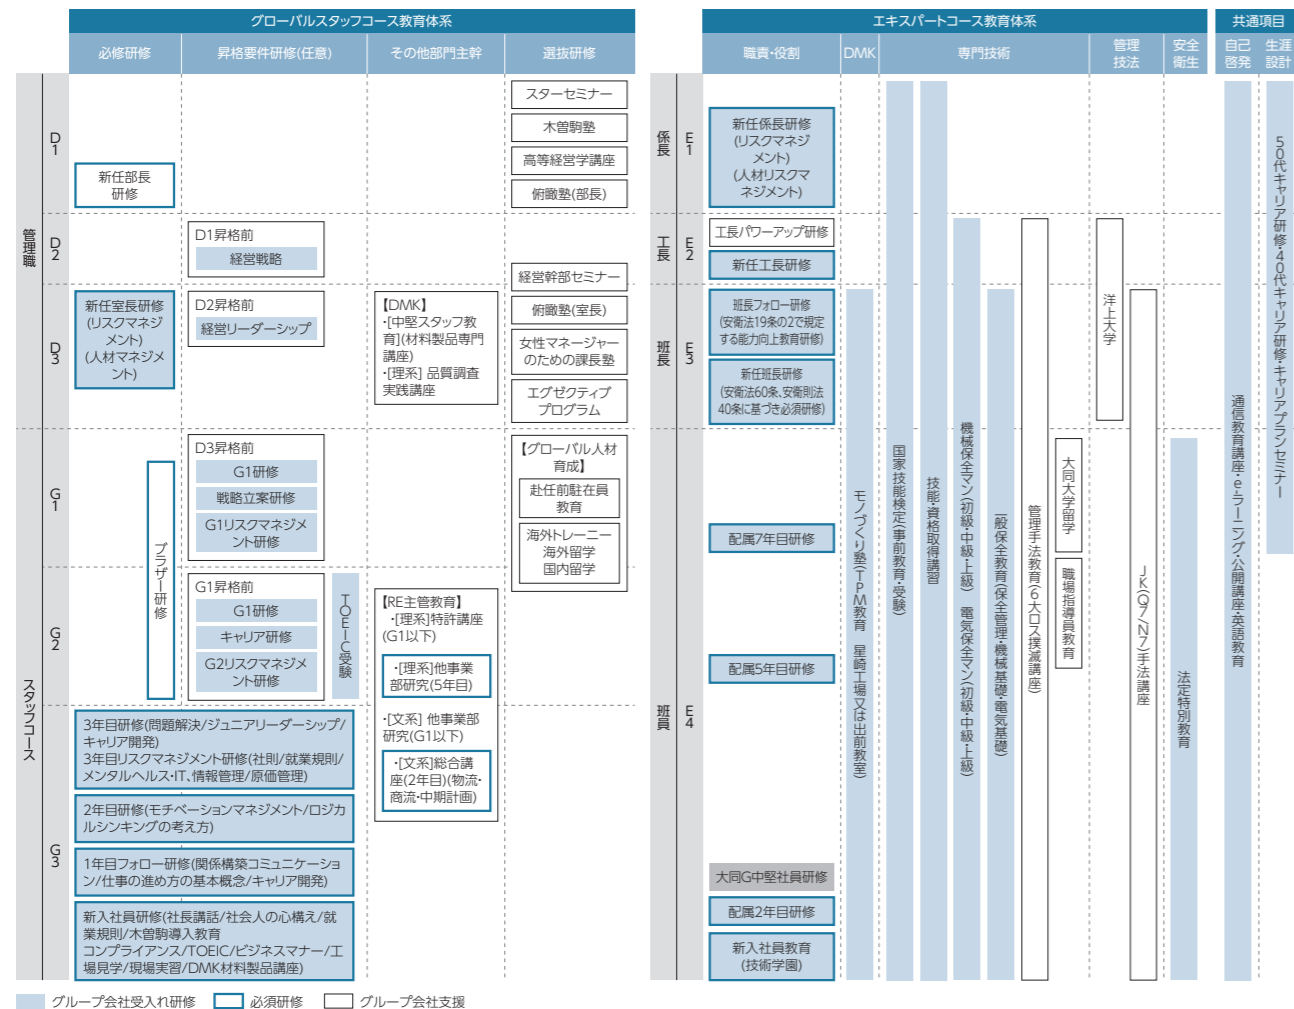 グローバルスタッフコース教育体系
必修研修
昇格要件研修(任意)
その他部門主幹
選抜研修
管理職
スタッフコース
D1
D2
D3
G1
G2
G3
新任部長
研修
新任室長研修
(リスクマネジ
メント)
(人材マネジメ
ント)
ブラザー研修
3年目研修(問題解決/ジュニアリーダーシップ/
キャリア開発)
3年目リスクマネジメント研修(社則/就業規則/
メンタルヘルス・IT、情報管理/原価管理)
2年目研修(モチベーションマネジメント/ロジカ
ルシンキングの考え方)
1年目フォロー研修(関係構築コミュニケーション
/仕事の進め方の基本概念/キャリア開発)
新入社員研修(社長講話/社会人の心構え/就
業規則/木曽駒導入教育
コンプライアンス/TOEIC/ビジネスマナー/工
場見学/現場実習/DMK材料製品講座)
D1昇格前
経営戦略
D2昇格前
経営リーダーシップ
D3昇格前
G1研修
戦略立案研修
G1リスクマネジメ
ント研修
G1昇格前
G1研修
キャリア研修
G2リスクマネジメ
ント研修
TOEIC受験
【DMK】
・[中堅スタッフ教
育](材料製品専門
講座)
・[理系] 品質調査
実践講座
【RE主管教育】
・[理系]特許講座
(G1以下)
・[理系]他事業
部研究(5年目)
・[文系] 他事業部
研究(G1以下)
・[文系]総合講
座(2年目)(物流・
商流・中期計画)
スターセミナー
木曽駒塾
高等経営学講座
俯瞰塾(部長)
経営幹部セミナー
俯瞰塾(室長)
女性マネージャー
のための課長塾
エグゼクティブ
プログラム
【グローバル人材
育成】
赴任前駐在員
教育
海外トレーニー
海外留学
国内留学
エキスパートコース教育体系
職責・役割
DMK
専門技術
管理
技法
安全
衛生
係長
工長
班長
班員
E1
E2
E3
E4
新任係長研修
(リスクマネジ
メント)
(人材リスクマ
ネジメント)
工長パワーアップ研修
新任工長研修
班長フォロー研修
(安衛法19条の2で規定
する能力向上教育研修)
新任班長研修
(安衛法60条、安衛則法
40条に基づき必須研修)
配属7年目研修
配属5年目研修
大同G中堅社員研修
配属2年目研修
新入社員教育
(技術学園)
モノづくり塾(TPM教育 星崎工場又は出前教室)
国家技能検定(事前教育・受験)
技能・資格取得講習
機械保全マン(初級・中級・上級) 電気保全マン(初級・中級・上級)
一般保全教育(保全管理・機械基礎・電気基礎)
管理手法教育(6大ロス撲滅講座)
大同大学留学
職場指導員教育
洋上大学
JK(Q7/N7)手法講座
法定特別教育
共通項目
自己
啓発
生涯
設計
通信教育講座・e-ラーニング・公開講座・英語教育
50代キャリア研修・40代キャリア研修・キャリアプランセミナー
グループ会社受入れ研修
必須研修
グループ会社支援